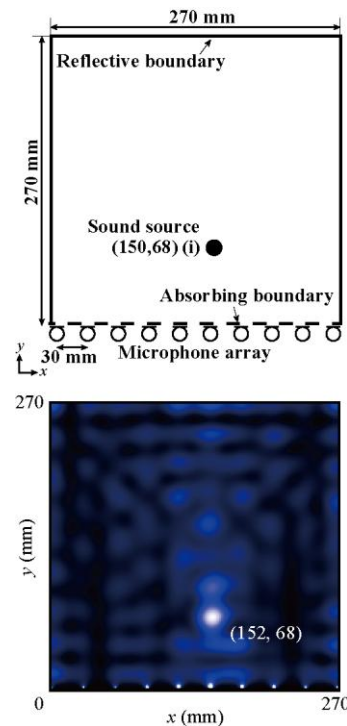 270 mm
Reflective boundary
270 mm
Sound source
(150,68) (i)
Absorbing boundary
y
x
30 mm
Microphone array
270
y (mm)
(152, 68)
0
270
x (mm)